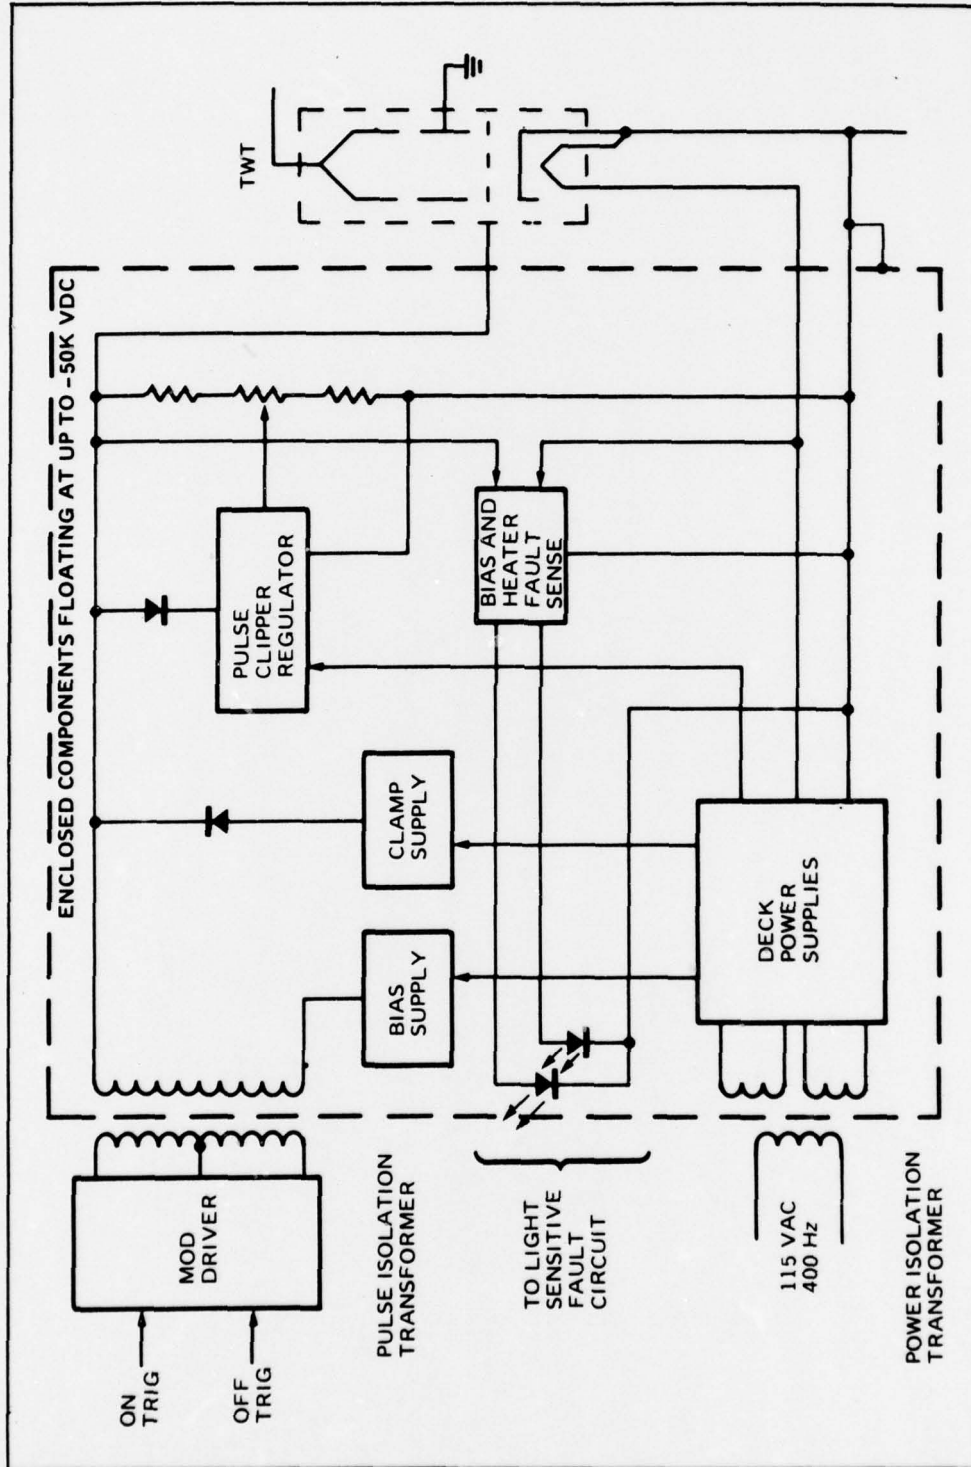 ENCLOSED COMPONENTS FLOATING AT UP TO -50K VDC
TWT
ON
TRIG
OFF
TRIG
MOD
DRIVER
PULSE ISOLATION
TRANSFORMER
BIAS
SUPPLY
CLAMP
SUPPLY
PULSE
CLIPPER
REGULATOR
BIAS AND
HEATER
FAULT
SENSE
TO LIGHT
SENSITIVE
FAULT
CIRCUIT
DECK
POWER
SUPPLIES
115 VAC
400 Hz
POWER ISOLATION
TRANSFORMER